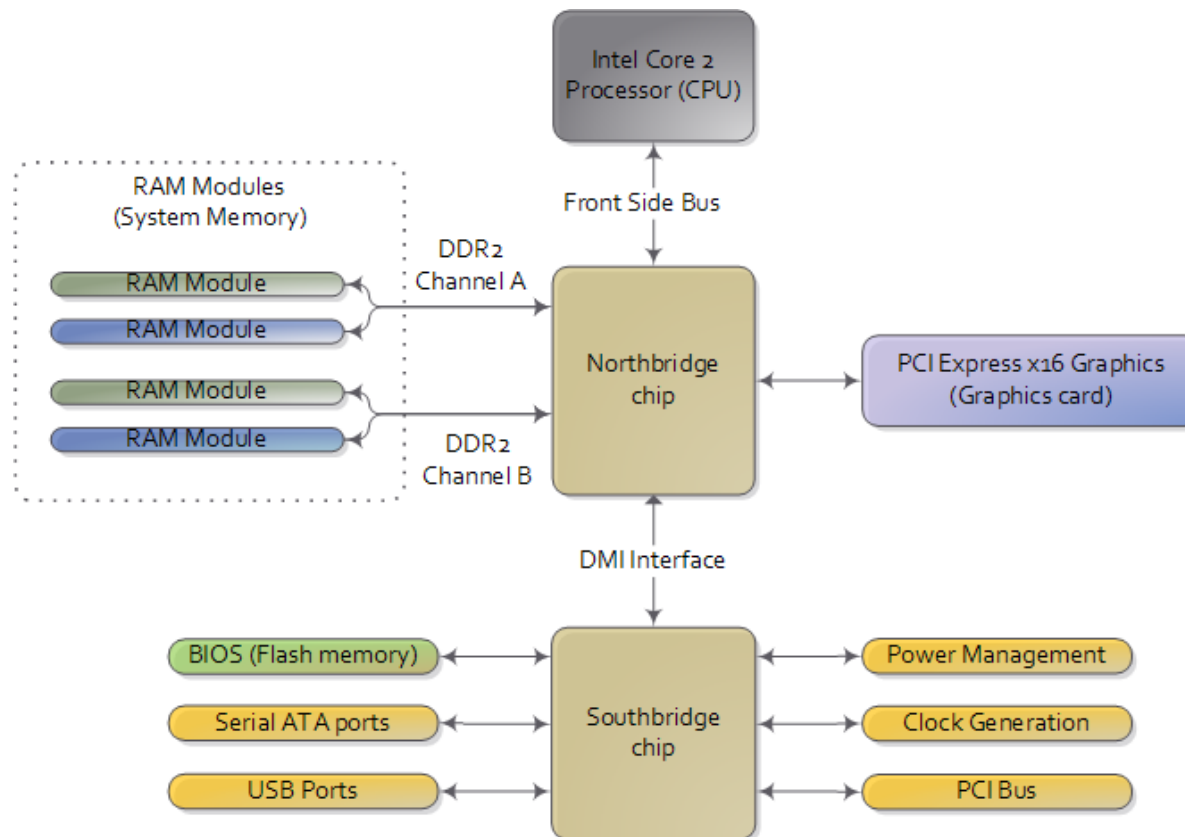 Intel Core 2
Processor (CPU)
Front Side Bus
RAM Modules
(System Memory)
DDR2
Channel A
RAM Module
RAM Module
RAM Module
RAM Module
DDR2
Channel B
Northbridge
chip
PCI Express x16 Graphics
(Graphics card)
DMI Interface
BIOS (Flash memory)
Serial ATA ports
USB Ports
Southbridge
chip
Power Management
Clock Generation
PCI Bus